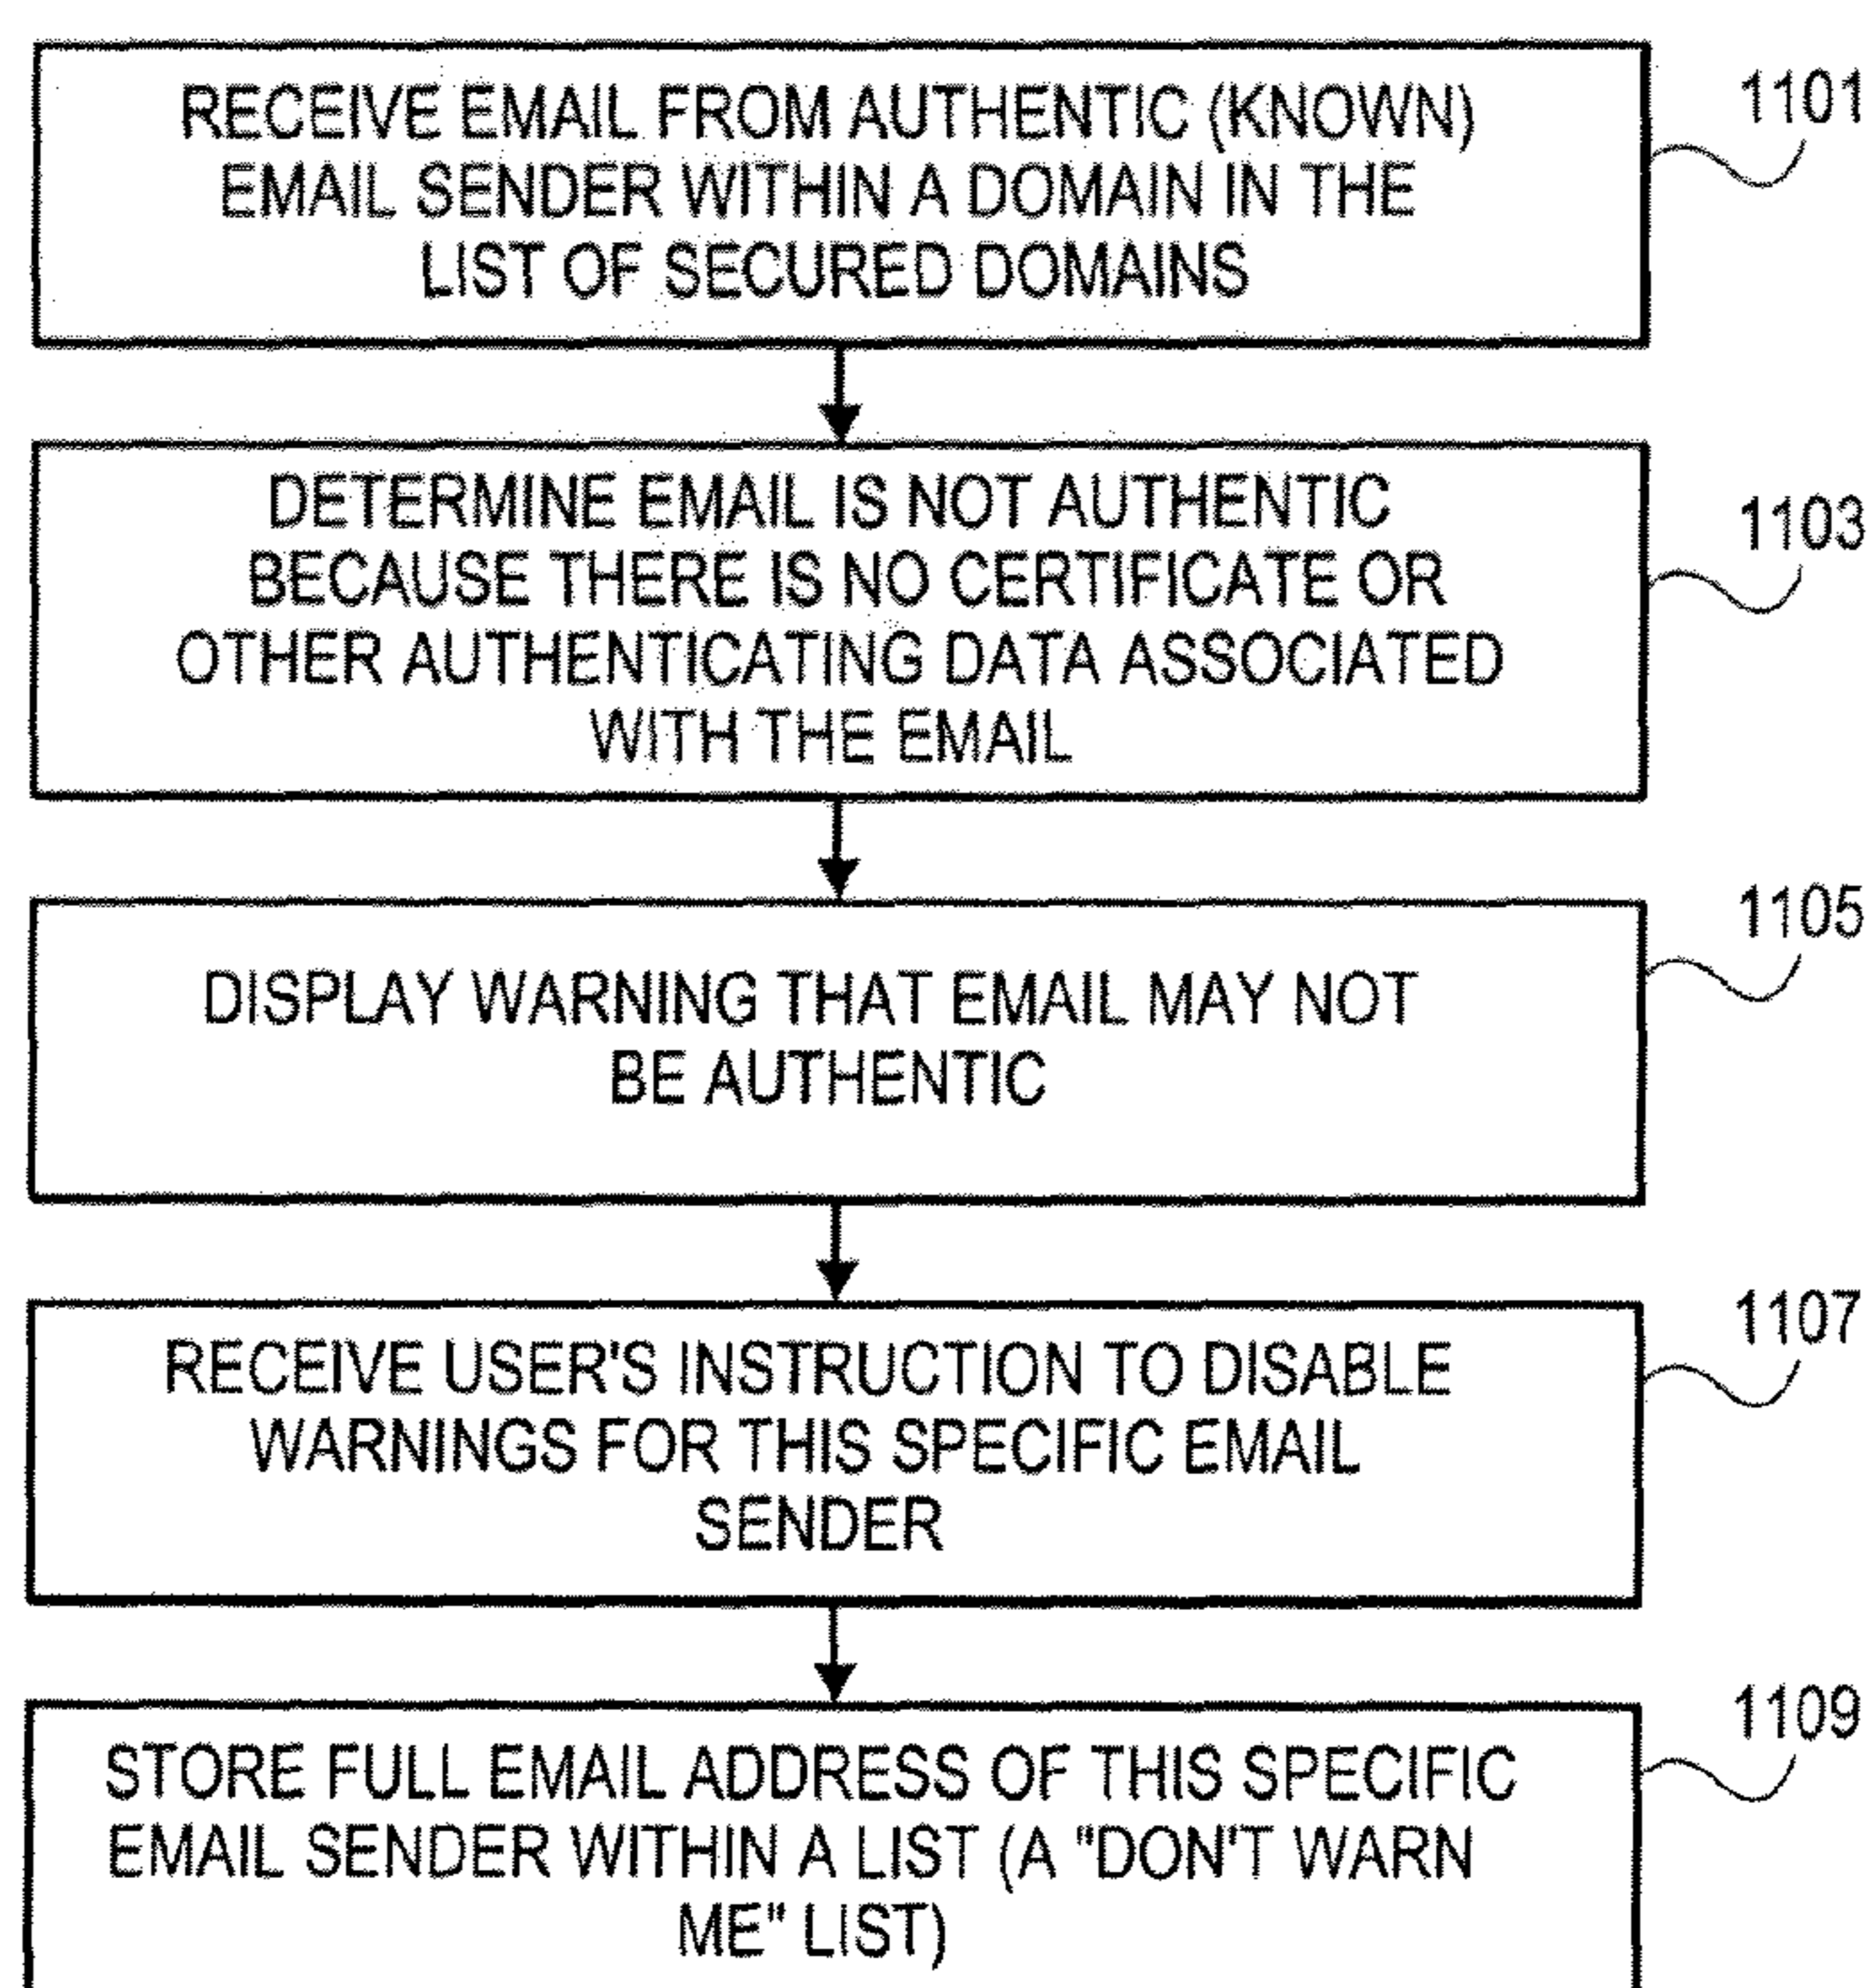 RECEIVE EMAIL FROM AUTHENTIC (KNOWN)
EMAIL SENDER WITHIN A DOMAIN IN THE
LIST OF SECURED DOMAINS
1101
DETERMINE EMAIL IS NOT AUTHENTIC
BECAUSE THERE IS NO CERTIFICATE OR
OTHER AUTHENTICATING DATA ASSOCIATED
WITH THE EMAIL
1103
DISPLAY WARNING THAT EMAIL MAY NOT
BE AUTHENTIC
1105
RECEIVE USER'S INSTRUCTION TO DISABLE
WARNINGS FOR THIS SPECIFIC EMAIL
SENDER
1107
STORE FULL EMAIL ADDRESS OF THIS SPECIFIC
EMAIL SENDER WITHIN A LIST (A "DON'T WARN
ME" LIST)
1109